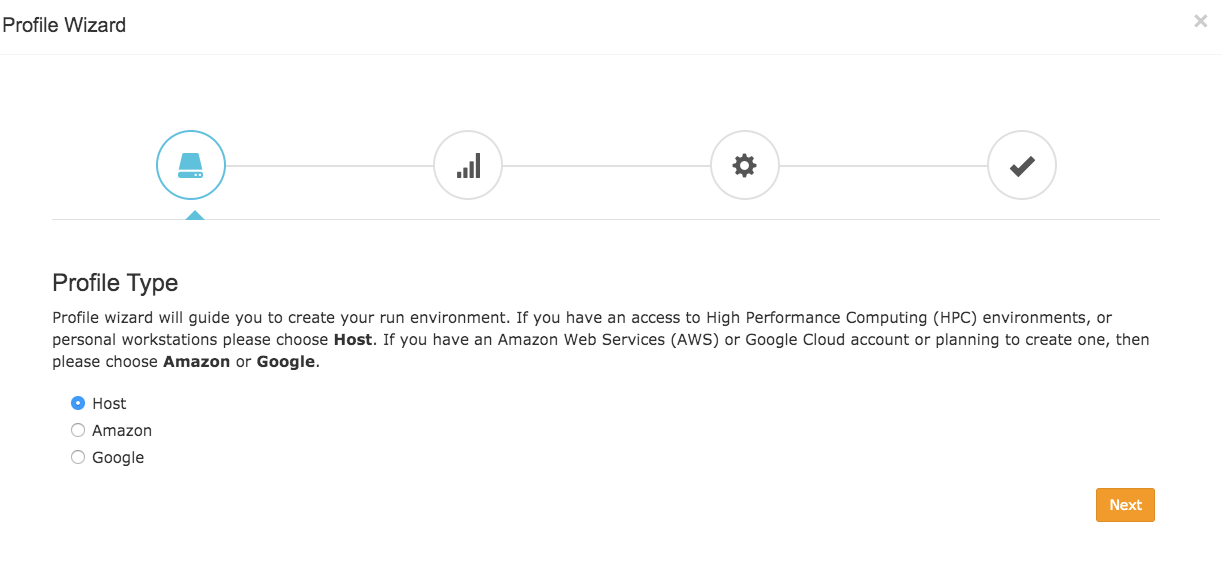 Profile Wizard
×
Profile Type
Profile wizard will guide you to create your run environment. If you have an access to High Performance Computing (HPC) environments, or
personal workstations please choose Host. If you have an Amazon Web Services (AWS) or Google Cloud account or planning to create one, then
please choose Amazon or Google.
Host
Amazon
Google
Next